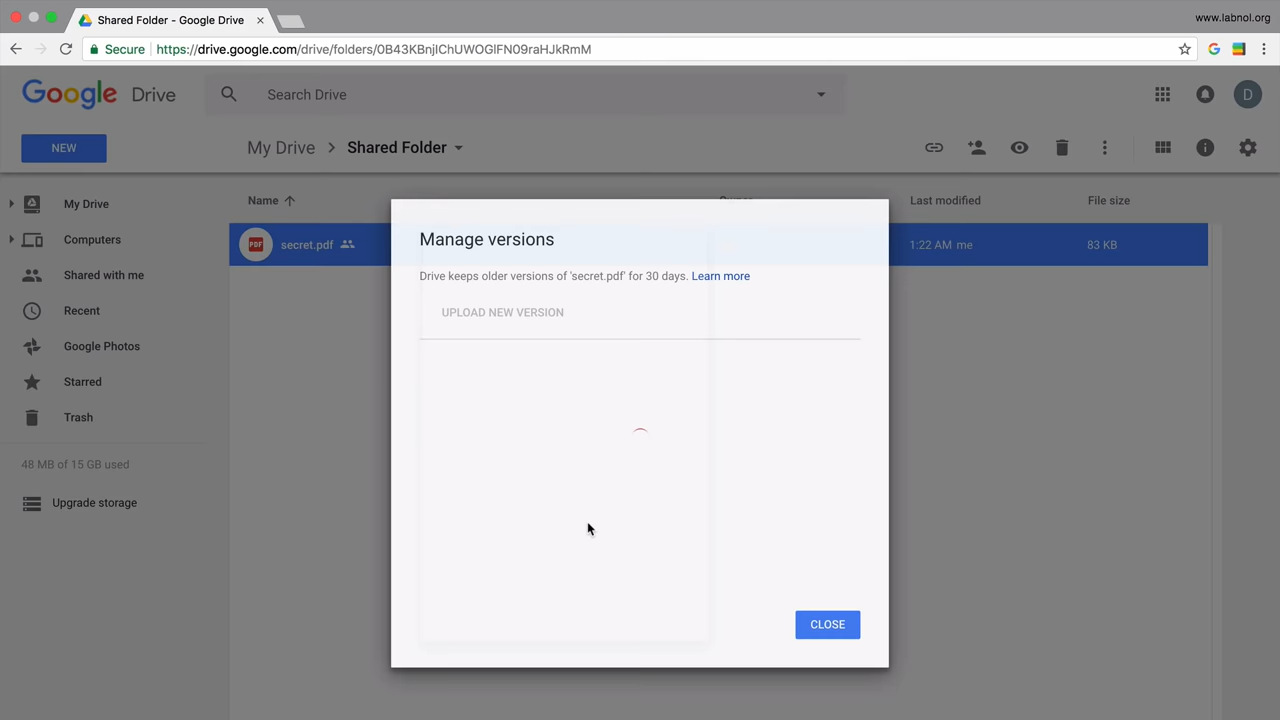 Shared Folder - Google Drive
www.labnol.org
Secure https://drive.google.com/drive/folders/0B43KBnjIChUWOGlFN09raHJkRmM
Google Drive
Search Drive
D
NEW
My Drive > Shared Folder
Name
Owner
Last modified
File size
My Drive
Computers
Shared with me
Recent
Google Photos
Starred
Trash
48 MB of 15 GB used
Upgrade storage
PDF secret.pdf
1:22 AM me
83 KB
Manage versions
Drive keeps older versions of 'secret.pdf' for 30 days. Learn more
UPLOAD NEW VERSION
CLOSE